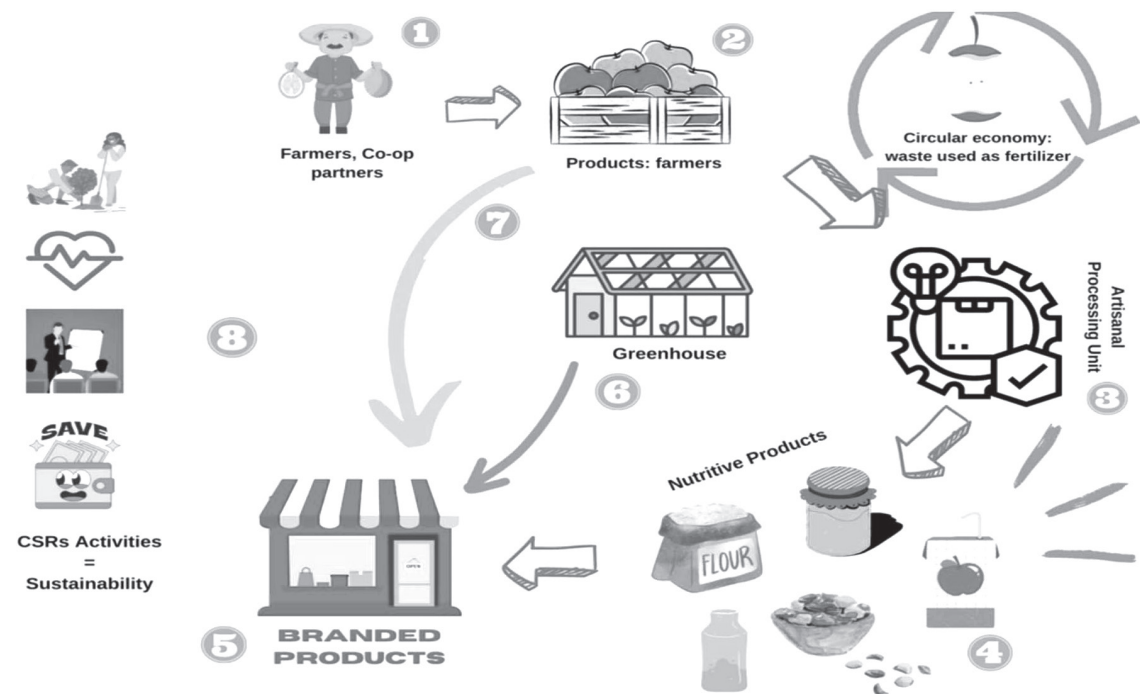 1
Farmers, Co-op
partners
2
Products: farmers
Circular economy:
waste used as fertilizer
Artisanal
Processing Unit
3
Nutritive Products
FLOUR
4
BRANDED
PRODUCTS
5
OPEN
Greenhouse
6
7
8
SAVE
CSRs Activities
=
Sustainability